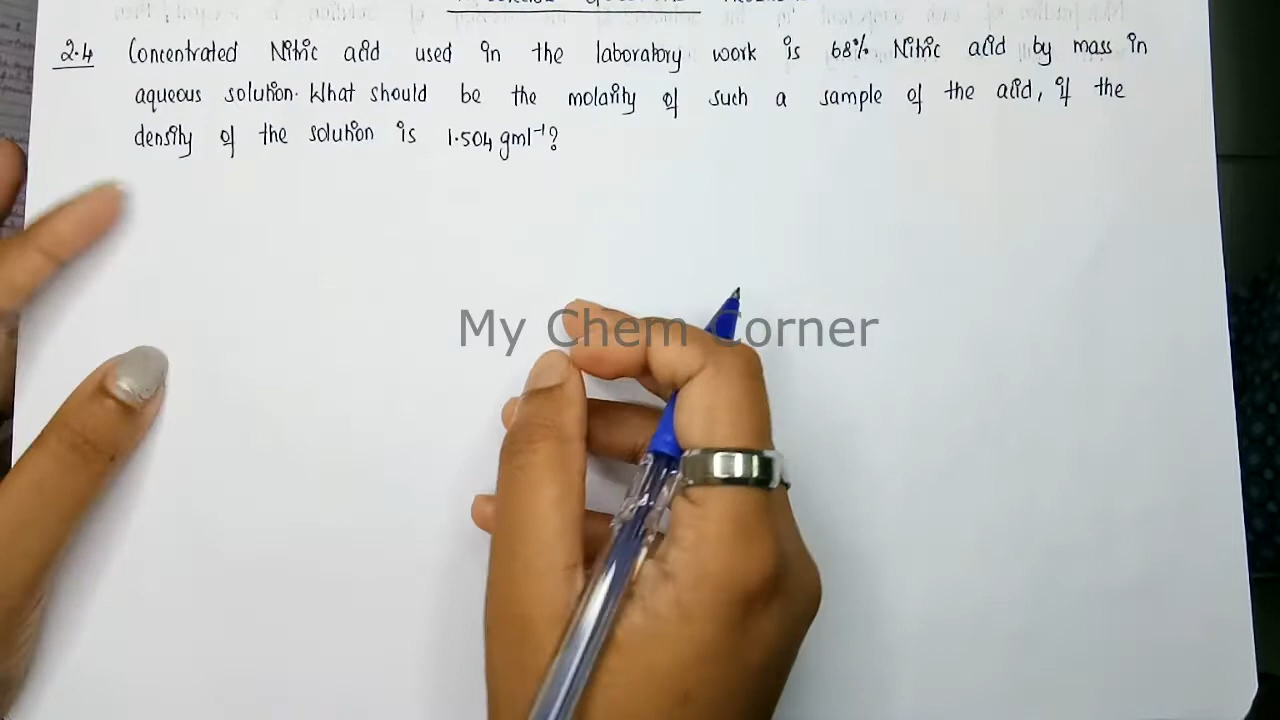 2.4 Concentrated Nitric acid used in the laboratory work is 68% Nitric acid by mass in
aqueous solution. What should be the molarity of such a sample of the acid, if the
density of the solution is 1.504 gml⁻¹?
My Chem Corner